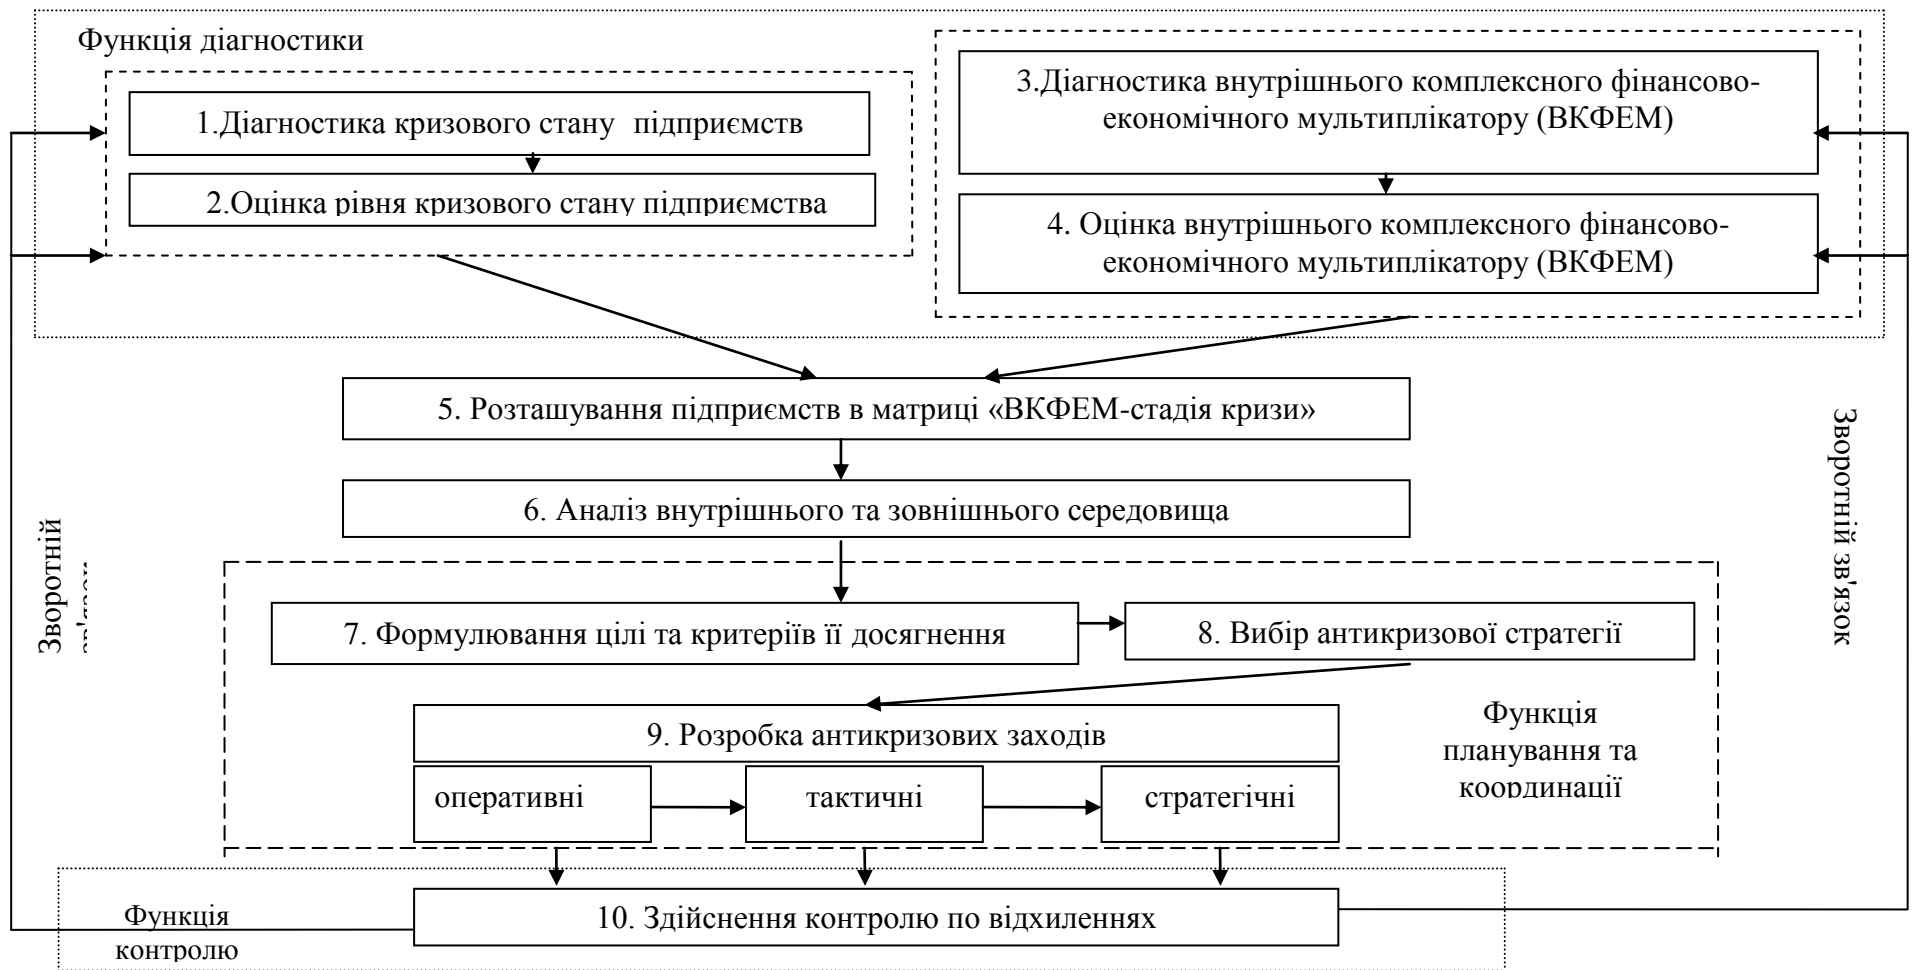 Функція діагностики
1.Діагностика кризового стану підприємств
2.Оцінка рівня кризового стану підприємства
3.Діагностика внутрішнього комплексного фінансово-
економічного мультиплікатору (ВКФЕМ)
4. Оцінка внутрішнього комплексного фінансово-
економічного мультиплікатору (ВКФЕМ)
5. Розташування підприємств в матриці «ВКФЕМ-стадія кризи»
6. Аналіз внутрішнього та зовнішнього середовища
Зворотній
Зворотній зв'язок
7. Формулювання цілі та критеріїв її досягнення
8. Вибір антикризової стратегії
9. Розробка антикризових заходів
оперативні
тактичні
стратегічні
Функція
планування та
координації
10. Здійснення контролю по відхиленнях
Функція
контролю